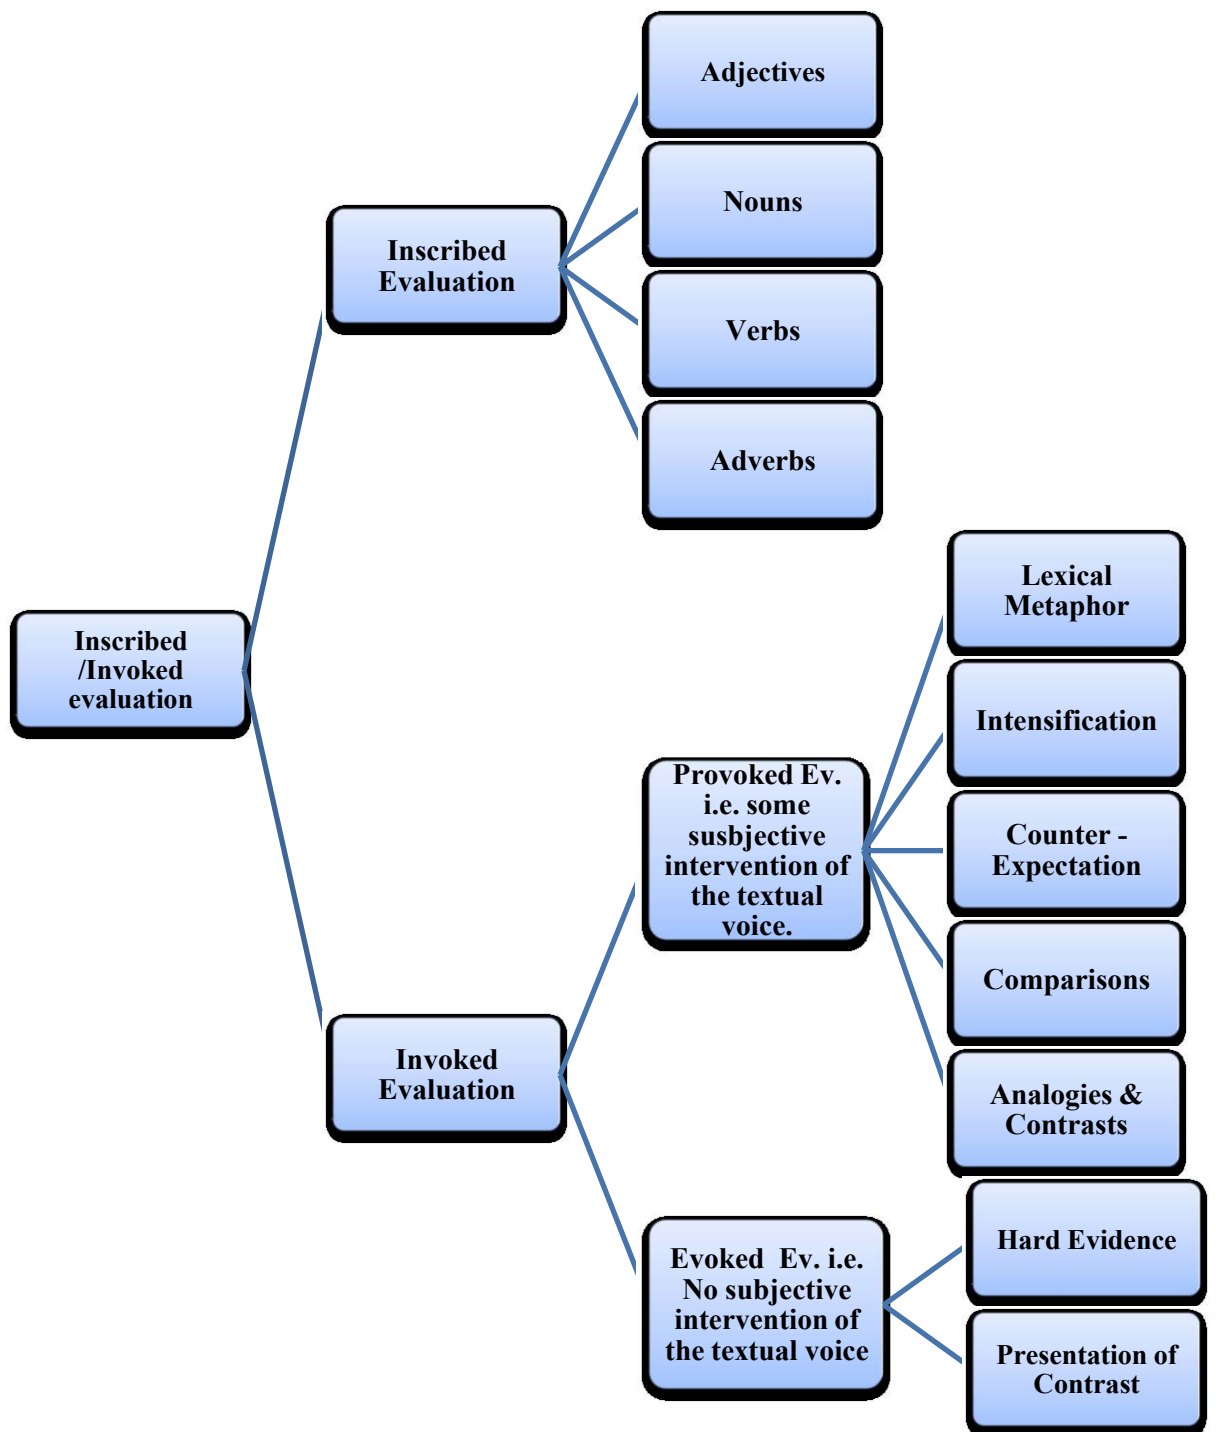 Adjectives
Nouns
Inscribed
Evaluation
Verbs
Adverbs
Lexical
Metaphor
Inscribed
/Invoked
evaluation
Intensification
Provoked Ev.
i.e. some
susbjective
intervention of
the textual
voice.
Counter -
Expectation
Comparisons
Invoked
Evaluation
Analogies &
Contrasts
Evoked  Ev. i.e.
No subjective
intervention of
the textual voice
Hard Evidence
Presentation of
Contrast